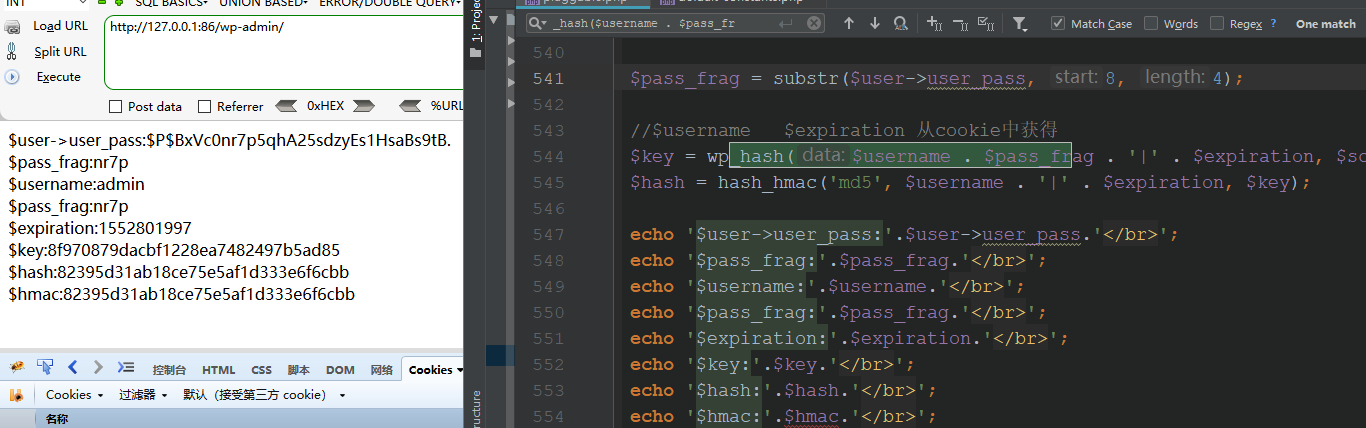 INT
SQL BASICS▾ UNION BASED▾ ERROR/DOUBLE QUERY▾
Load URL
http://127.0.0.1:86/wp-admin/
Split URL
Execute
Post data Referrer 0xHEX %URL
$user->user_pass:$P$BxVc0nr7p5qhA25sdzyEs1HsaBs9tB.
$pass_frag:nr7p
$username:admin
$pass_frag:nr7p
$expiration:1552801997
$key:8f970879dacbf1228ea7482497b5ad85
$hash:82395d31ab18ce75e5af1d333e6f6cbb
$hmac:82395d31ab18ce75e5af1d333e6f6cbb
控制台 HTML CSS 脚本 DOM 网络 Cookies
Cookies 过滤器 默认（接受第三方 cookie）
名称
1: Project
ructure
_hash($username . $pass_fr
Match Case Words Regex ? One match
540
541 $pass_frag = substr($user->user_pass, start: 8, length: 4);
542
543 //$username $expiration 从cookie中获得
544 $key = wp_hash( data: $username . $pass_frag . '|' . $expiration, $sc
545 $hash = hash_hmac('md5', $username . '|' . $expiration, $key);
546
547 echo '$user->user_pass:'.$user->user_pass.'</br>';
548 echo '$pass_frag:'.$pass_frag.'</br>';
549 echo '$username:'.$username.'</br>';
550 echo '$pass_frag:'.$pass_frag.'</br>';
551 echo '$expiration:'.$expiration.'</br>';
552 echo '$key:'.$key.'</br>';
553 echo '$hash:'.$hash.'</br>';
554 echo '$hmac:'.$hmac.'</br>';